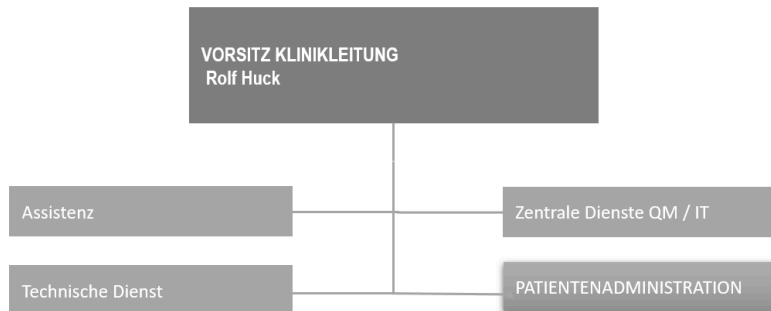 VORSITZ KLINIKLEITUNG
Rolf Huck
Assistenz
Zentrale Dienste QM / IT
Technische Dienst
PATIENTENADMINISTRATION